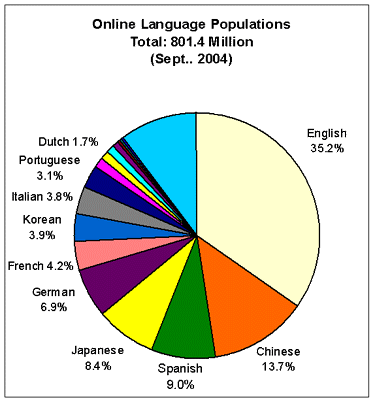 Online Language Populations
Total: 801.4 Million
(Sept.. 2004)
English
35.2%
Chinese
13.7%
Spanish
9.0%
Japanese
8.4%
German
6.9%
French 4.2%
Korean
3.9%
Italian 3.8%
Portuguese
3.1%
Dutch 1.7%